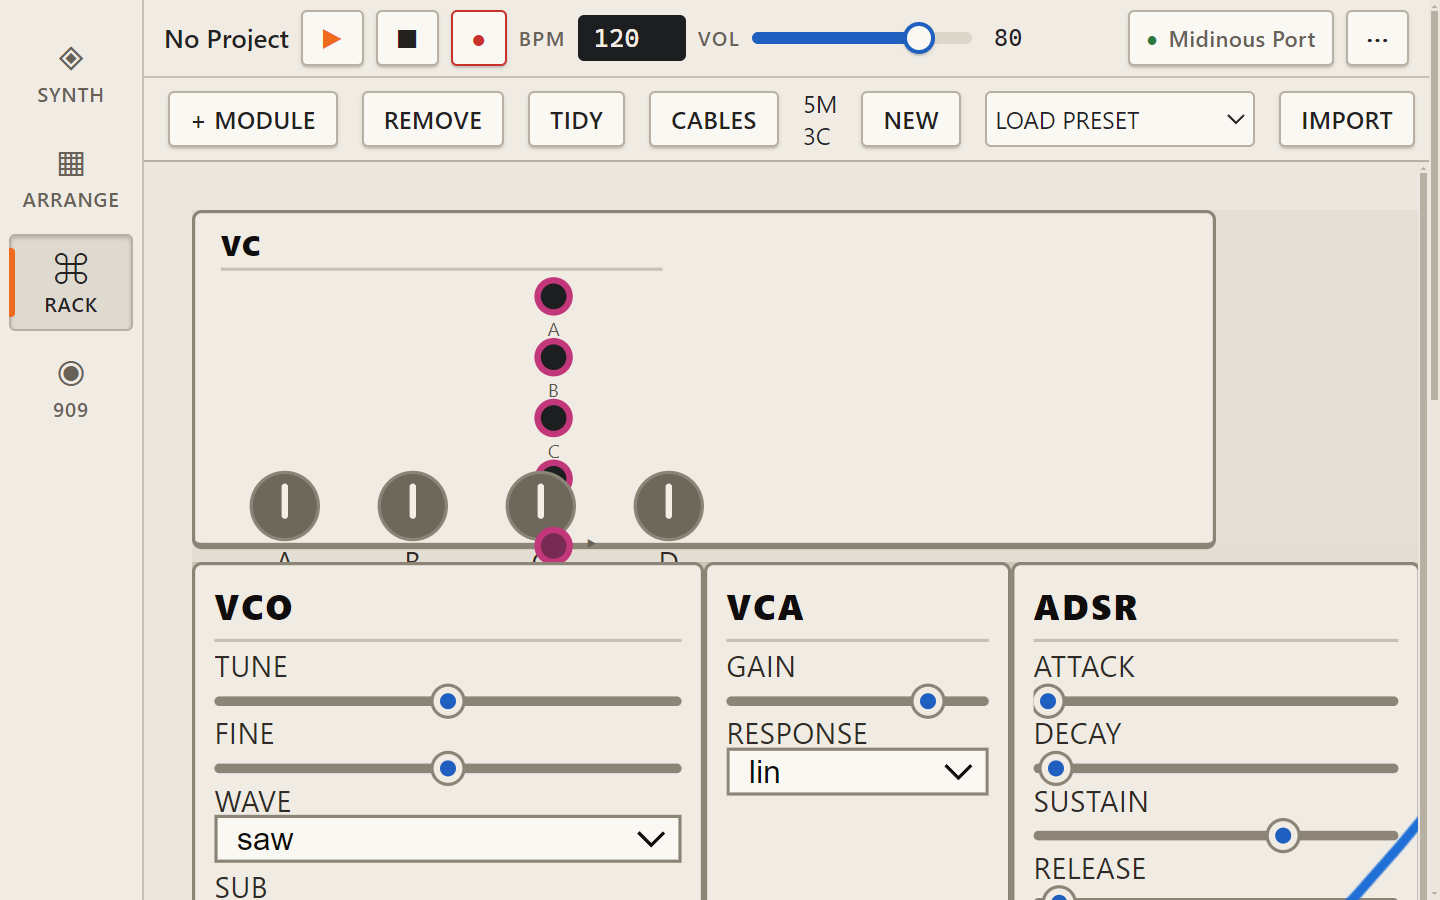 No Project
BPM
120
VOL
80
Midinous Port
...
SYNTH
ARRANGE
RACK
909
+ MODULE
REMOVE
TIDY
CABLES
5M
3C
NEW
LOAD PRESET
IMPORT
vc
A
B
C
A
B
D
VCO
TUNE
FINE
WAVE
saw
SUB
VCA
GAIN
RESPONSE
lin
ADSR
ATTACK
DECAY
SUSTAIN
RELEASE